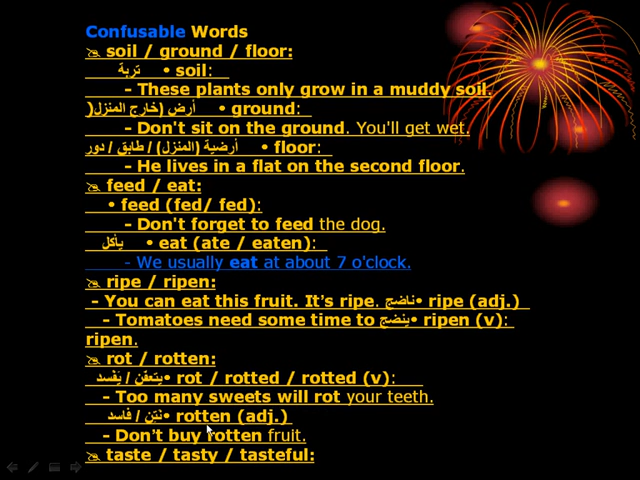 Confusable Words
soil / ground / floor:
تربة • soil:
- These plants only grow in a muddy soil.
أرض (خارج المنزل) • ground:
- Don't sit on the ground. You'll get wet.
أرضية (المنزل) / طابق / دور • floor:
- He lives in a flat on the second floor.
feed / eat:
• feed (fed/ fed):
- Don't forget to feed the dog.
يأكل • eat (ate / eaten):
- We usually eat at about 7 o'clock.
ripe / ripen:
- You can eat this fruit. It's ripe. ناضج • ripe (adj.)
- Tomatoes need some time to ينضج • ripen (v):
ripen.
rot / rotten:
يتعفن / يَفْسد • rot / rotted / rotted (v):
- Too many sweets will rot your teeth.
نَتِن / فاسد • rotten (adj.)
- Don't buy rotten fruit.
taste / tasty / tasteful: